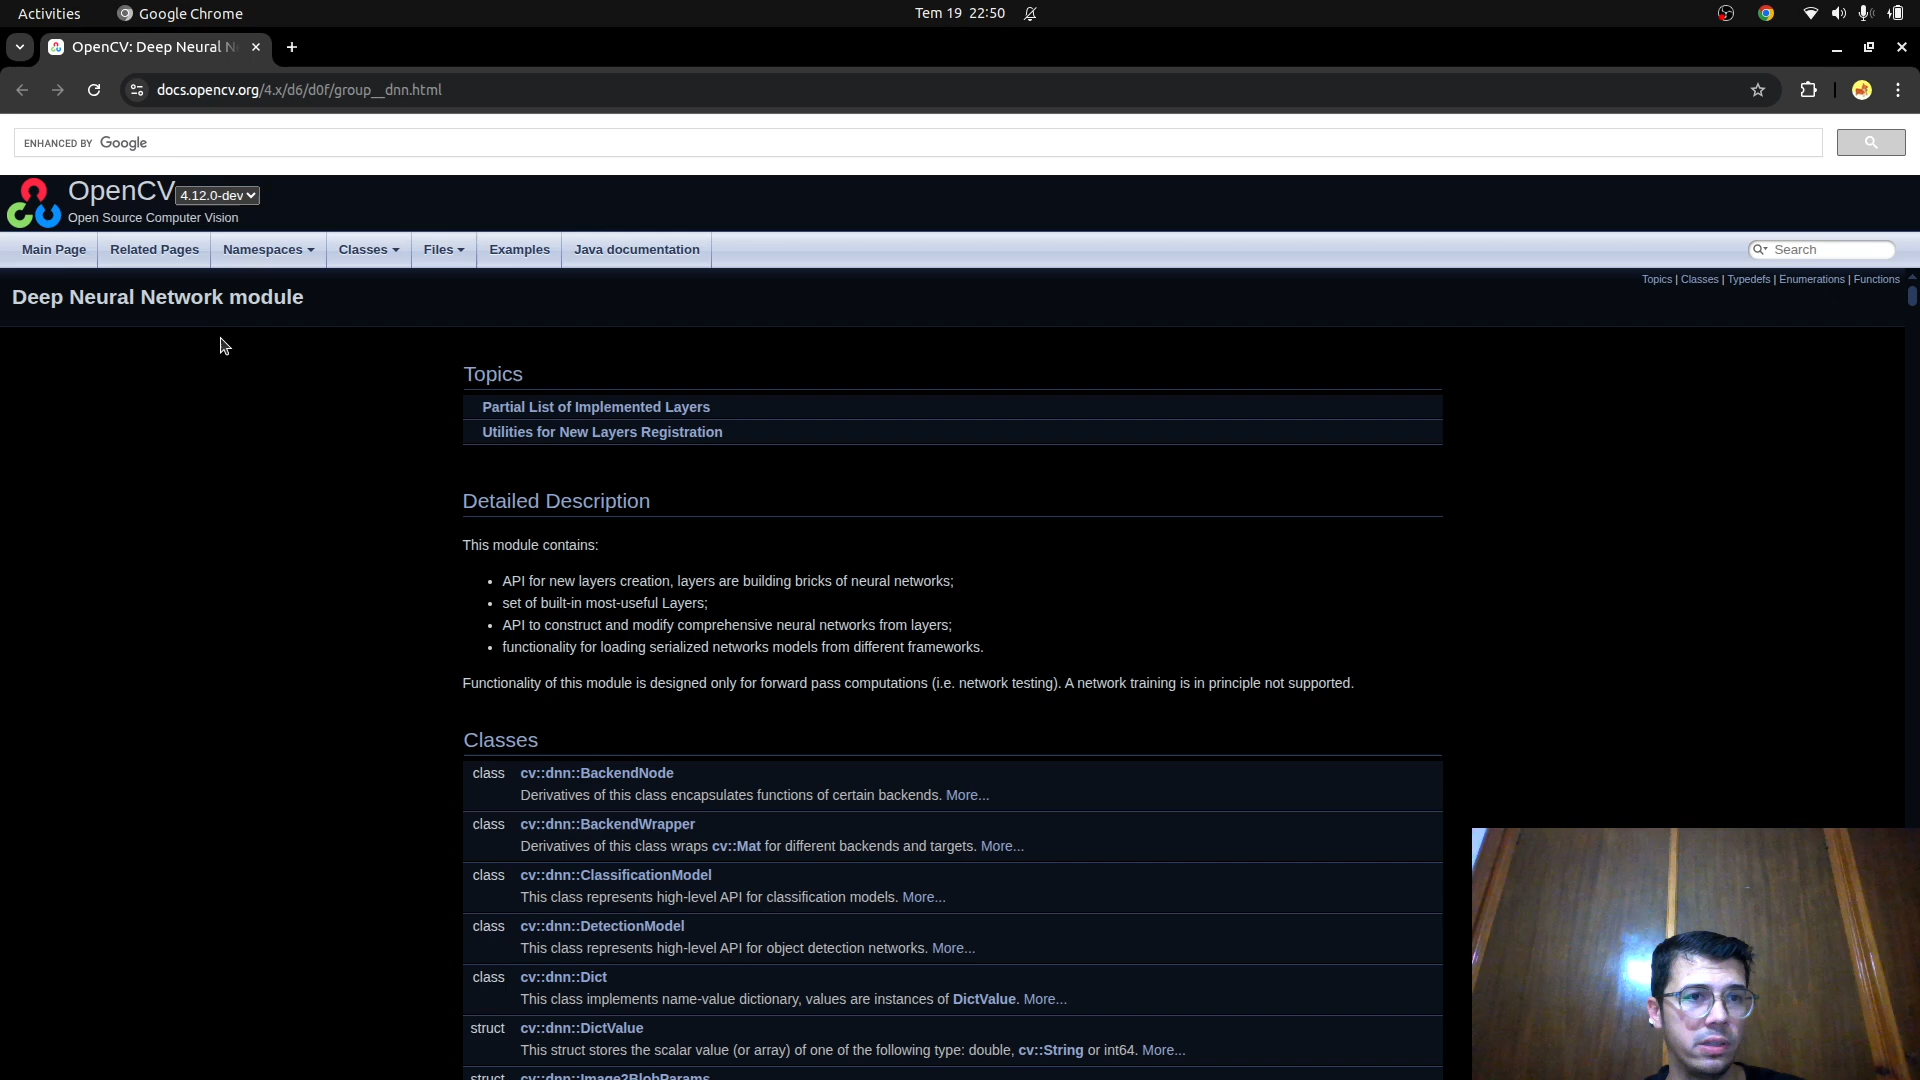 Activities
Google Chrome
Tem 19 22:50
OpenCV: Deep Neural N
docs.opencv.org/4.x/d6/d0f/group__dnn.html
ENHANCED BY Google
OpenCV 4.12.0-dev
Open Source Computer Vision
Main Page Related Pages Namespaces Classes Files Examples Java documentation
Search
Topics | Classes | Typedefs | Enumerations | Functions
Deep Neural Network module
Topics
Partial List of Implemented Layers
Utilities for New Layers Registration
Detailed Description
This module contains:
• API for new layers creation, layers are building bricks of neural networks;
• set of built-in most-useful Layers;
• API to construct and modify comprehensive neural networks from layers;
• functionality for loading serialized networks models from different frameworks.
Functionality of this module is designed only for forward pass computations (i.e. network testing). A network training is in principle not supported.
Classes
class cv::dnn::BackendNode
Derivatives of this class encapsulates functions of certain backends. More...
class cv::dnn::BackendWrapper
Derivatives of this class wraps cv::Mat for different backends and targets. More...
class cv::dnn::ClassificationModel
This class represents high-level API for classification models. More...
class cv::dnn::DetectionModel
This class represents high-level API for object detection networks. More...
class cv::dnn::Dict
This class implements name-value dictionary, values are instances of DictValue. More...
struct cv::dnn::DictValue
This struct stores the scalar value (or array) of one of the following type: double, cv::String or int64. More...
struct cv::dnn::Image2BlobParams